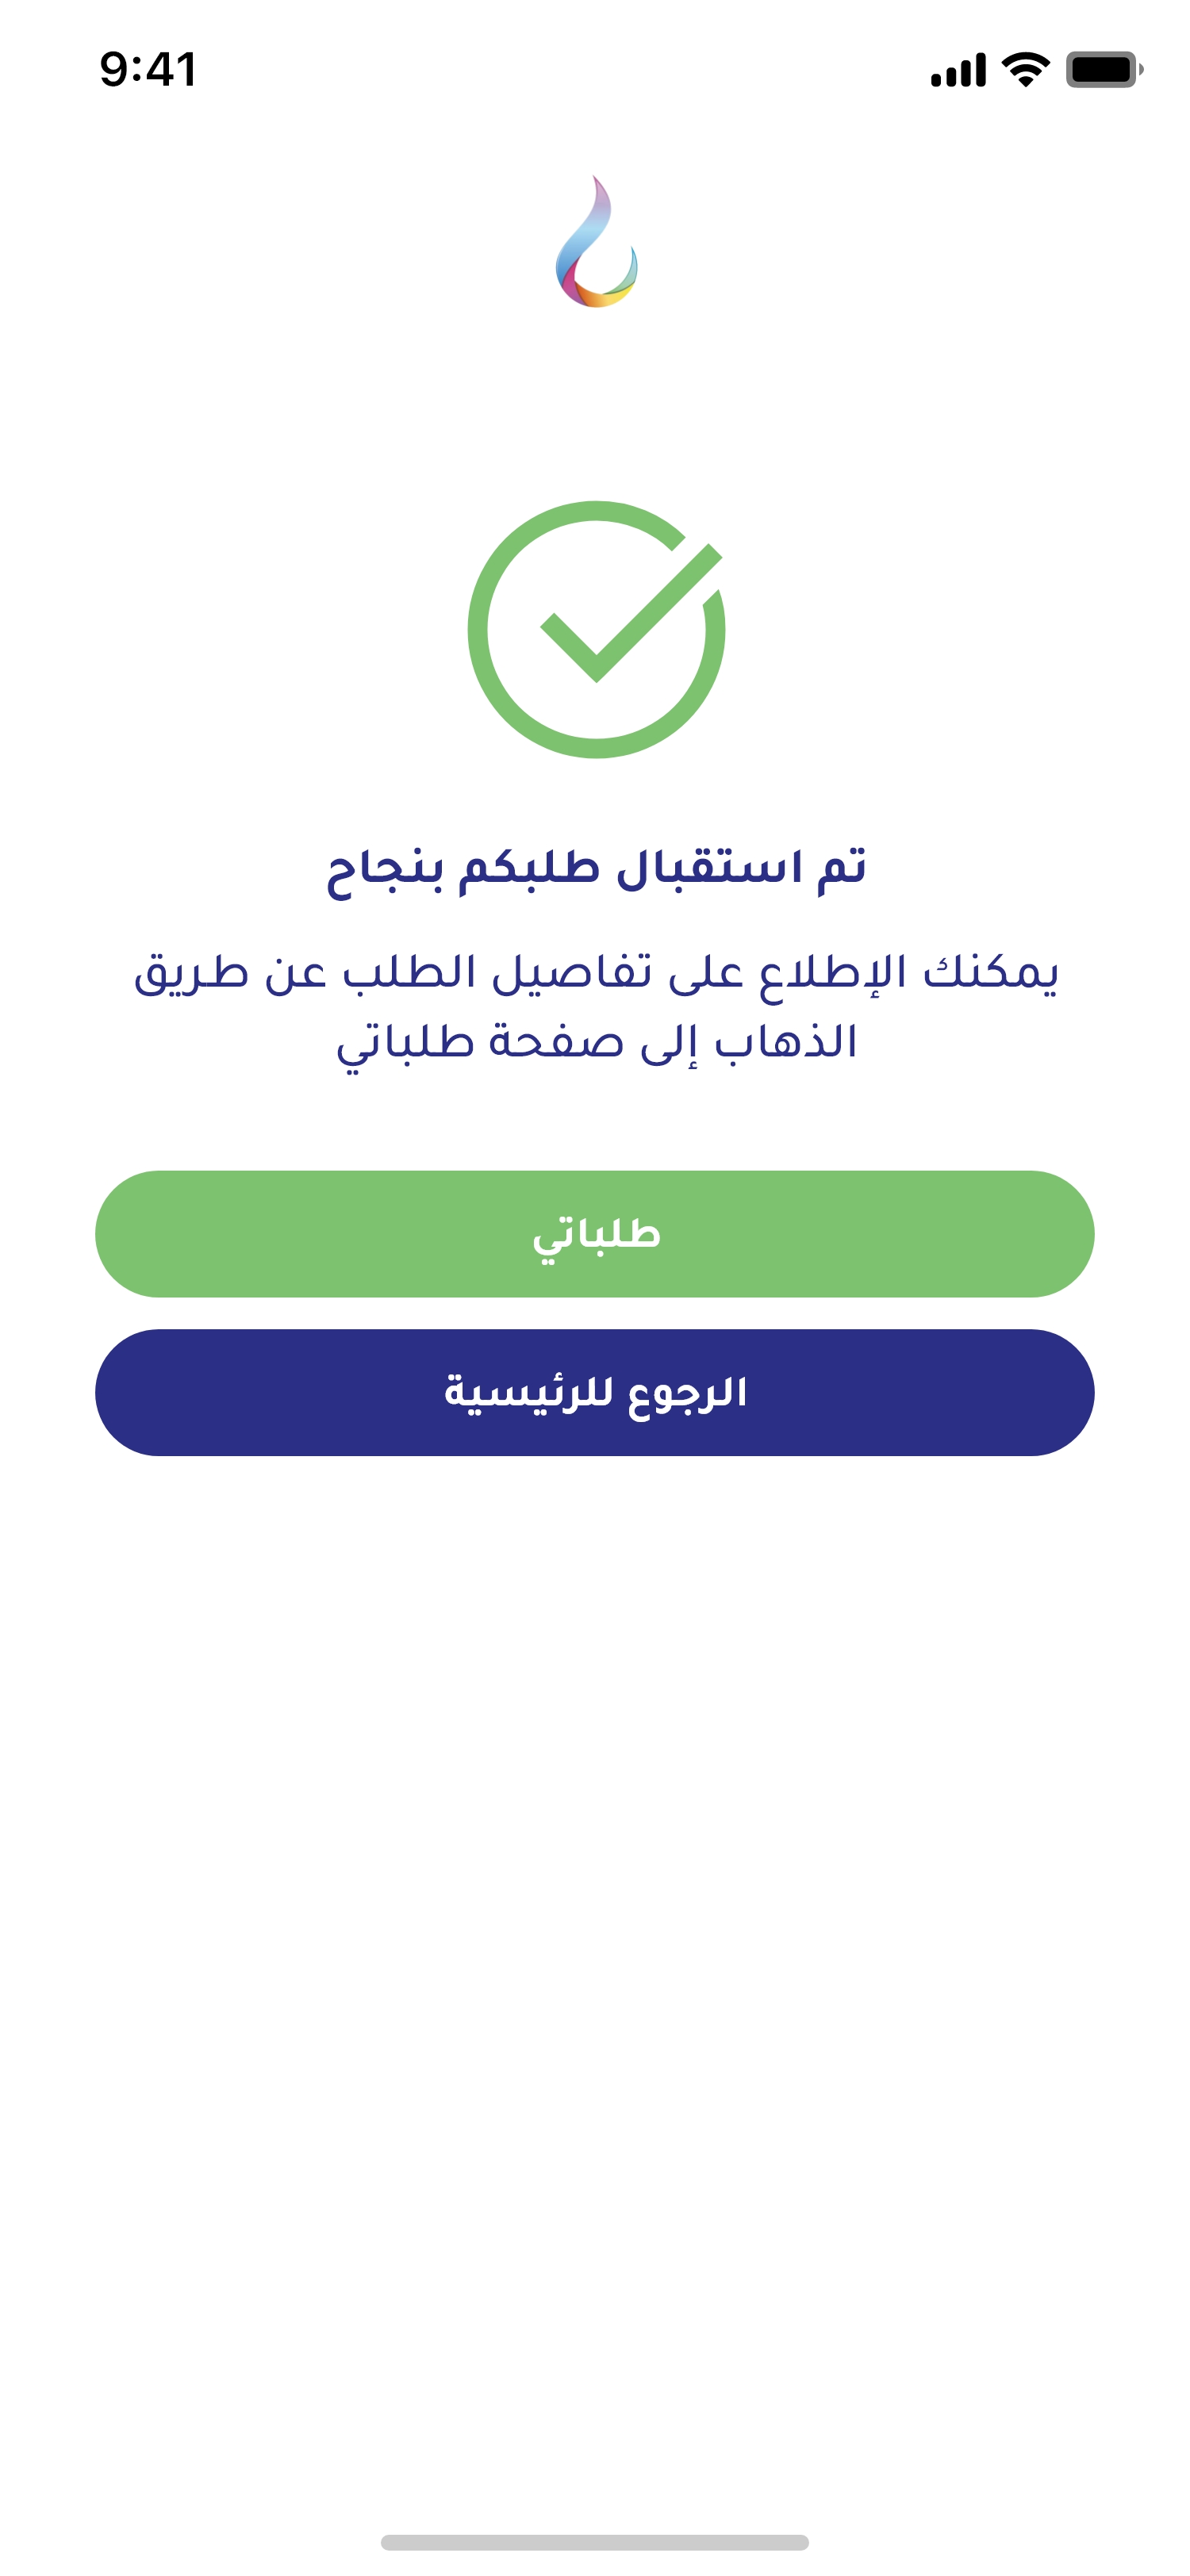 9:41
تم استقبال طلبكم بنجاح
يمكنك الإطلاع على تفاصيل الطلب عن طريق
الذهاب إلى صفحة طلباتي
طلباتي
الرجوع للرئيسية